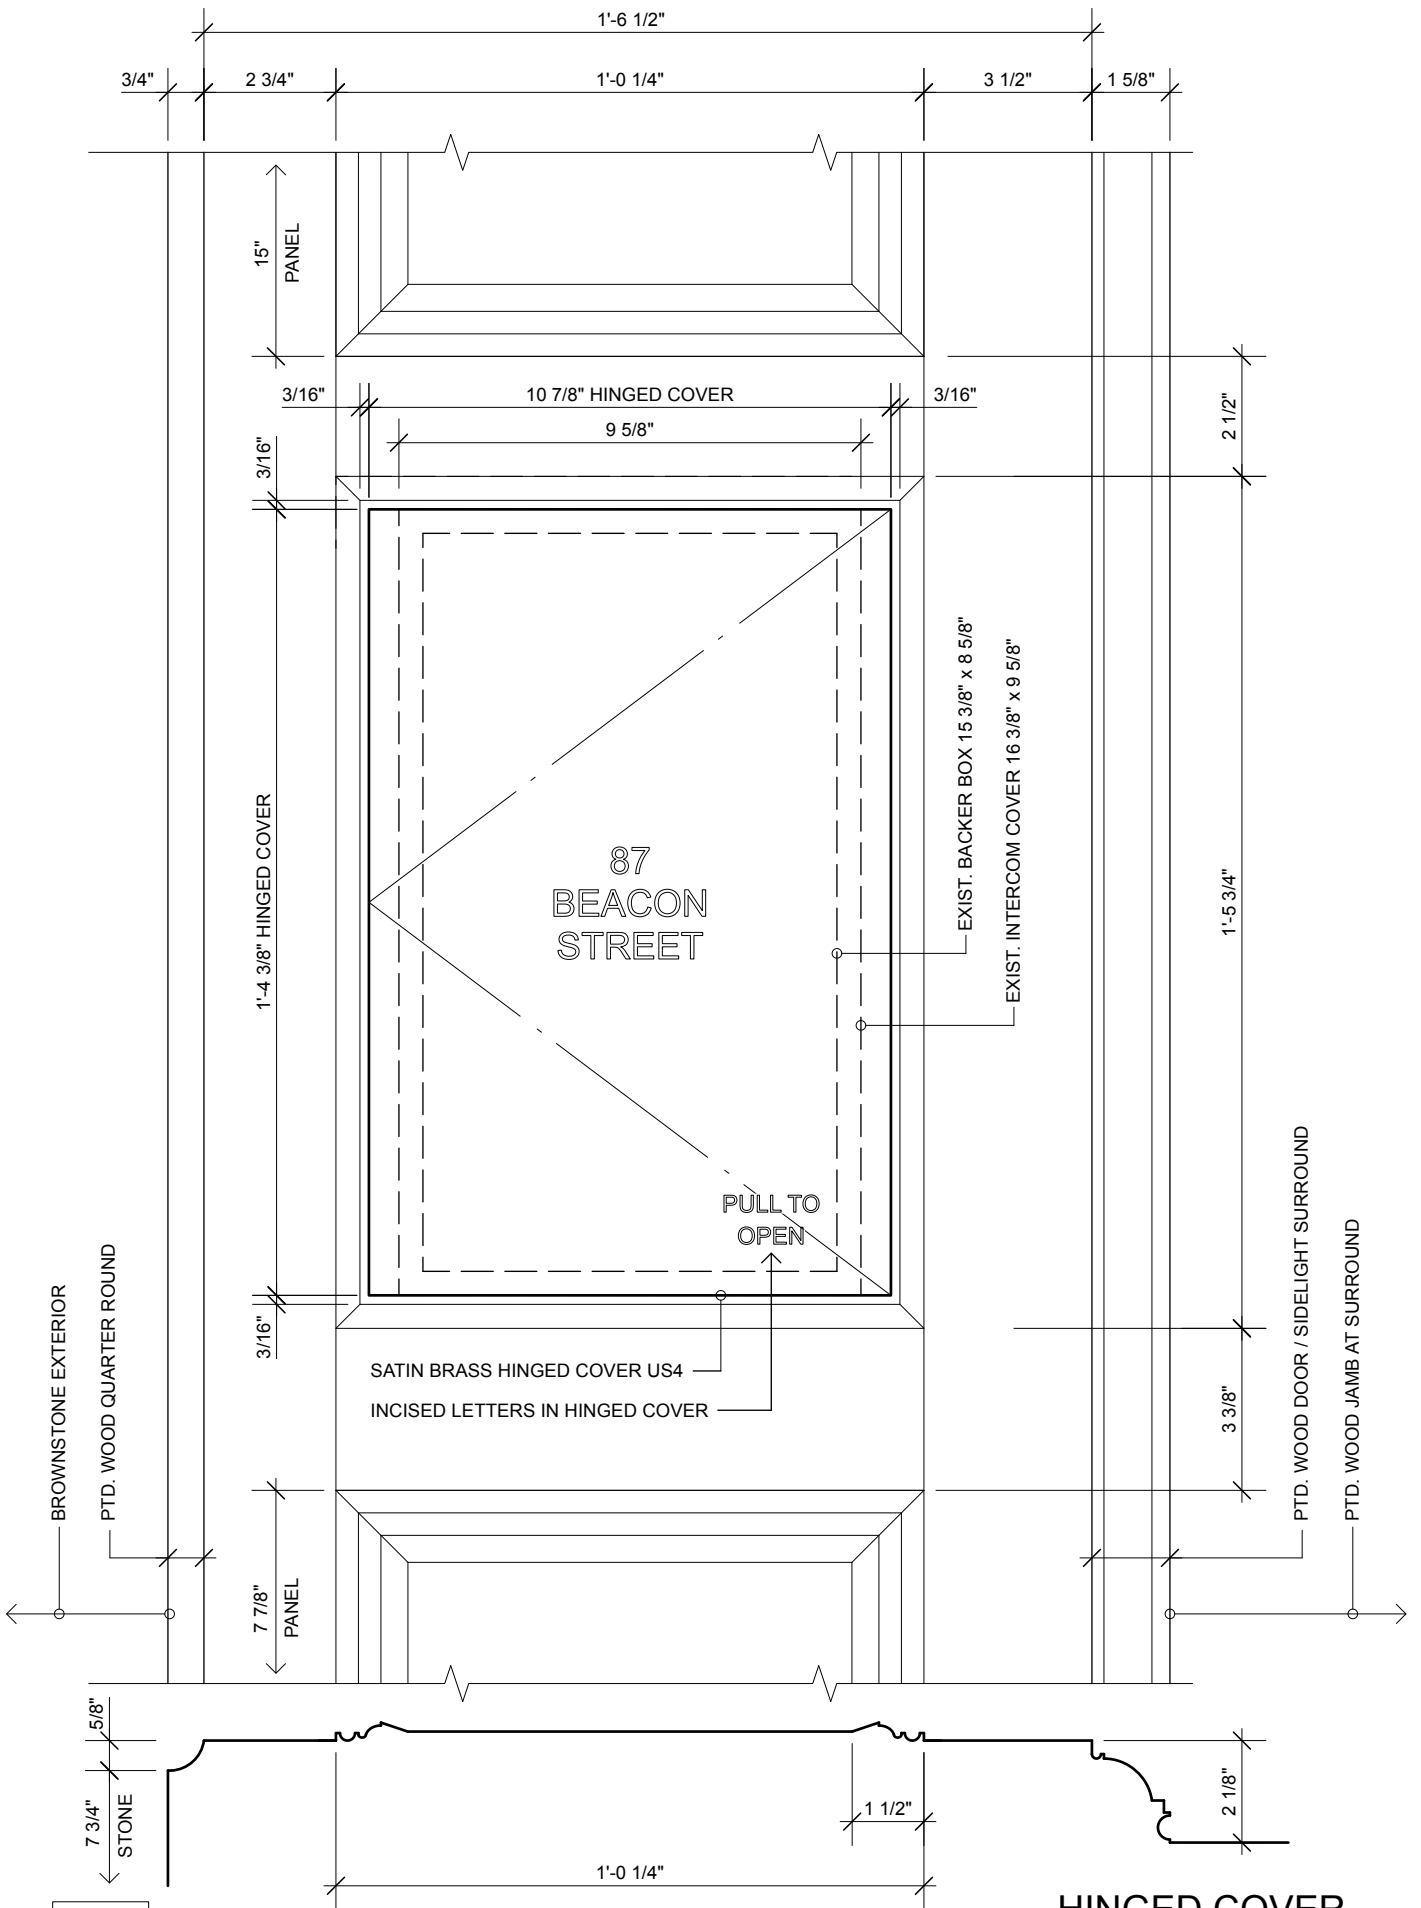 1'-6 1/2"
3/4"
2 3/4"
1'-0 1/4"
3 1/2"
1 5/8"
15"
PANEL
3/16"
10 7/8" HINGED COVER
3/16"
9 5/8"
2 1/2"
3/16"
1'-4 3/8" HINGED COVER
87
BEACON
STREET
EXIST. BACKER BOX 15 3/8" x 8 5/8"
EXIST. INTERCOM COVER 16 3/8" x 9 5/8"
1'-5 3/4"
PULL TO
OPEN
3/16"
SATIN BRASS HINGED COVER US4
INCISED LETTERS IN HINGED COVER
3 3/8"
BROWNSTONE EXTERIOR
PTD. WOOD QUARTER ROUND
PTD. WOOD DOOR / SIDELIGHT SURROUND
PTD. WOOD JAMB AT SURROUND
7 7/8"
PANEL
5/8"
7 3/4"
STONE
1 1/2"
2 1/8"
1'-0 1/4"
HINGED COVER